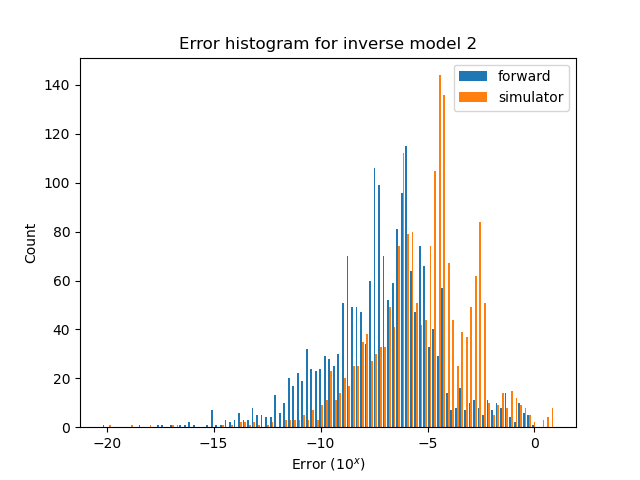 Error histogram for inverse model 2
forward
simulator
Count
140
120
100
80
60
40
20
0
−20
−15
−10
−5
0
Error (10ˣ)